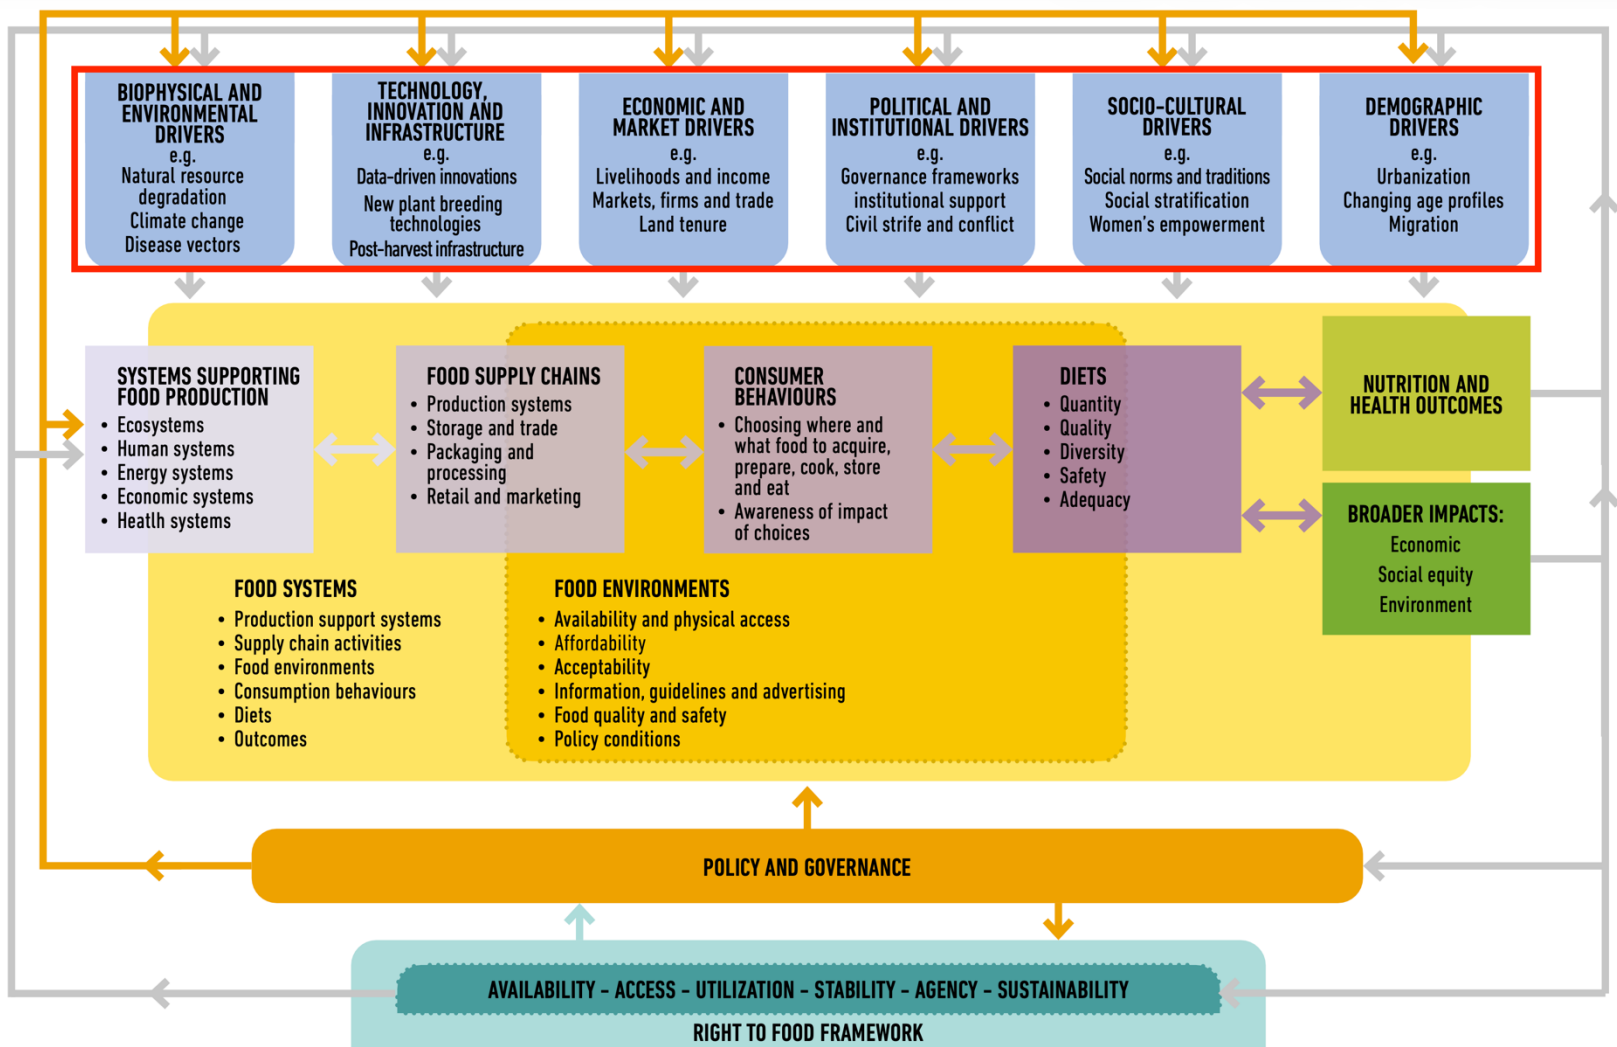 BIOPHYSICAL AND
ENVIRONMENTAL
DRIVERS
e.g.
Natural resource
degradation
Climate change
Disease vectors
TECHNOLOGY,
INNOVATION AND
INFRASTRUCTURE
e.g.
Data-driven innovations
New plant breeding
technologies
Post-harvest infrastructure
ECONOMIC AND
MARKET DRIVERS
e.g.
Livelihoods and income
Markets, firms and trade
Land tenure
POLITICAL AND
INSTITUTIONAL DRIVERS
e.g.
Governance frameworks
institutional support
Civil strife and conflict
SOCIO-CULTURAL
DRIVERS
e.g.
Social norms and traditions
Social stratification
Women's empowerment
DEMOGRAPHIC
DRIVERS
e.g.
Urbanization
Changing age profiles
Migration
SYSTEMS SUPPORTING
FOOD PRODUCTION
• Ecosystems
• Human systems
• Energy systems
• Economic systems
• Heatlh systems
FOOD SUPPLY CHAINS
• Production systems
• Storage and trade
• Packaging and
processing
• Retail and marketing
CONSUMER
BEHAVIOURS
• Choosing where and
what food to acquire,
prepare, cook, store
and eat
• Awareness of impact
of choices
DIETS
• Quantity
• Quality
• Diversity
• Safety
• Adequacy
NUTRITION AND
HEALTH OUTCOMES
BROADER IMPACTS:
Economic
Social equity
Environment
FOOD SYSTEMS
• Production support systems
• Supply chain activities
• Food environments
• Consumption behaviours
• Diets
• Outcomes
FOOD ENVIRONMENTS
• Availability and physical access
• Affordability
• Acceptability
• Information, guidelines and advertising
• Food quality and safety
• Policy conditions
POLICY AND GOVERNANCE
AVAILABILITY - ACCESS - UTILIZATION - STABILITY - AGENCY - SUSTAINABILITY
RIGHT TO FOOD FRAMEWORK